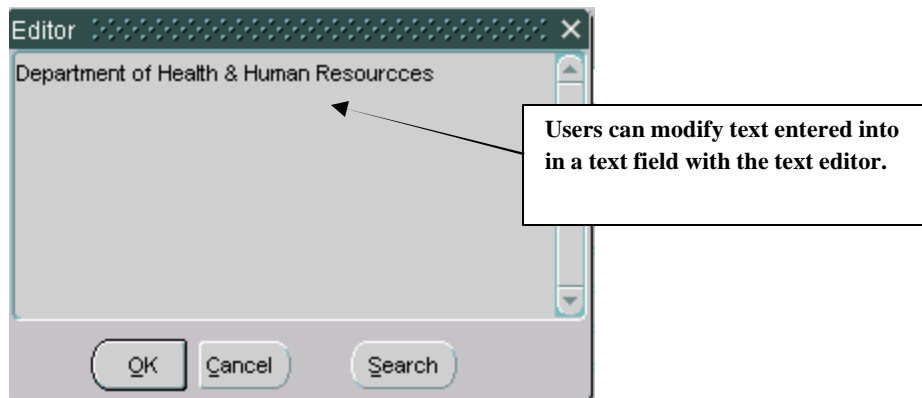 Editor
Department of Health & Human Resourcces
Users can modify text entered into
in a text field with the text editor.
OK Cancel Search